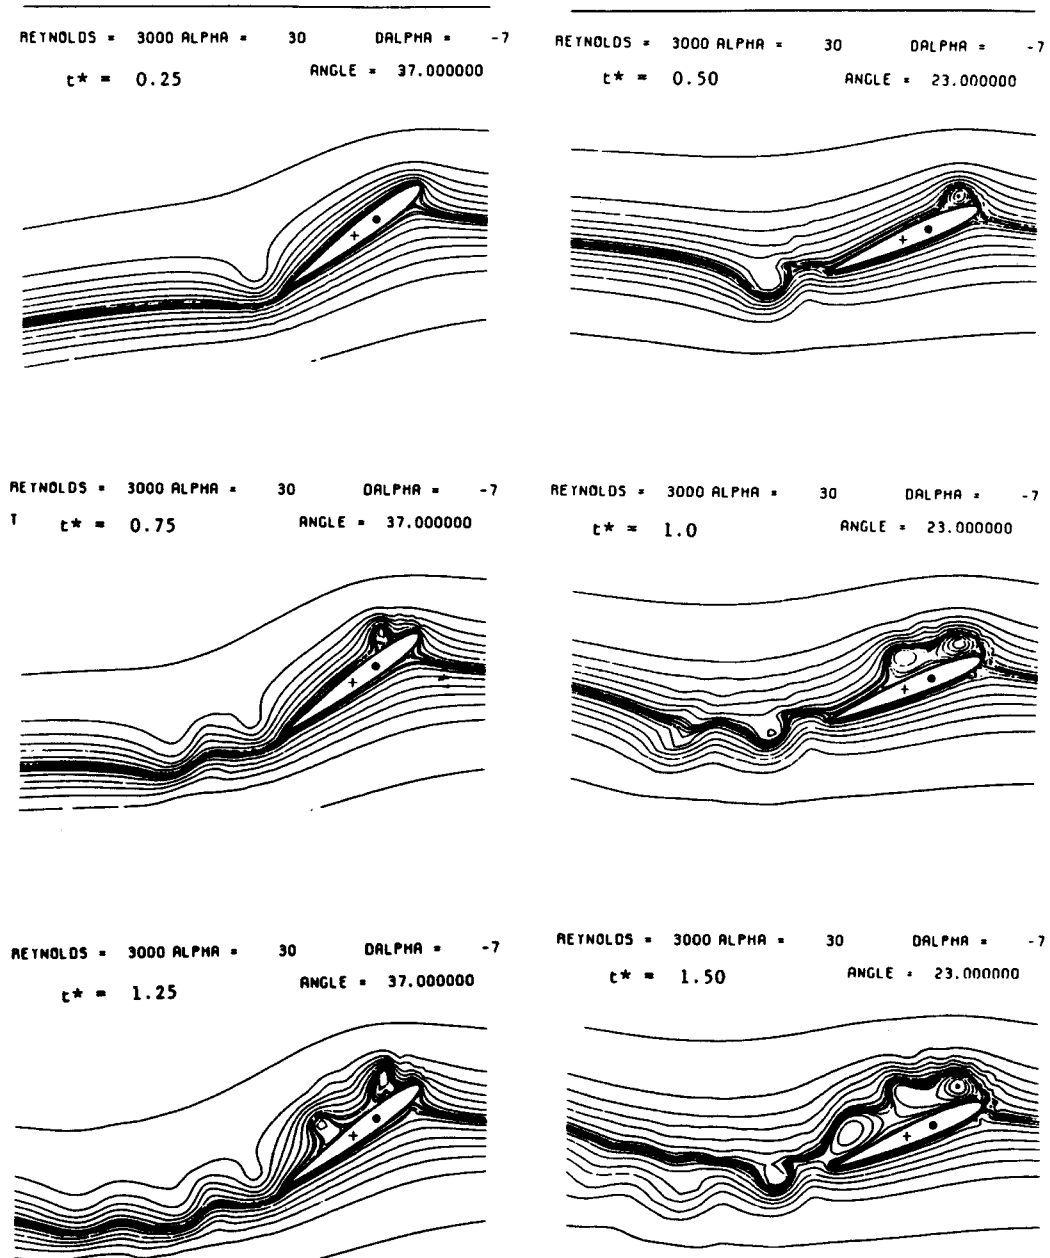 REYNOLDS = 3000 ALPHA = 30 DALPHA = -7
t* = 0.25 ANGLE = 37.000000
REYNOLDS = 3000 ALPHA = 30 DALPHA = -7
t* = 0.50 ANGLE = 23.000000
REYNOLDS = 3000 ALPHA = 30 DALPHA = -7
T t* = 0.75 ANGLE = 37.000000
REYNOLDS = 3000 ALPHA = 30 DALPHA = -7
t* = 1.0 ANGLE = 23.000000
REYNOLDS = 3000 ALPHA = 30 DALPHA = -7
t* = 1.25 ANGLE = 37.000000
REYNOLDS = 3000 ALPHA = 30 DALPHA = -7
t* = 1.50 ANGLE = 23.000000